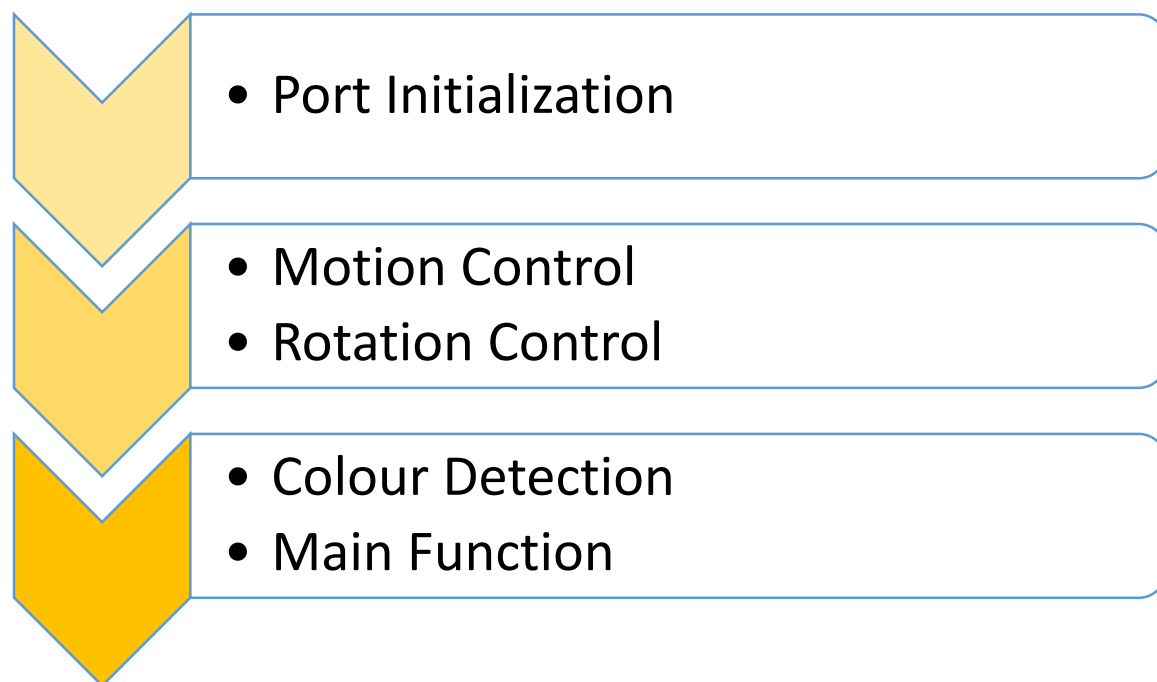 • Port Initialization
• Motion Control
• Rotation Control
• Colour Detection
• Main Function